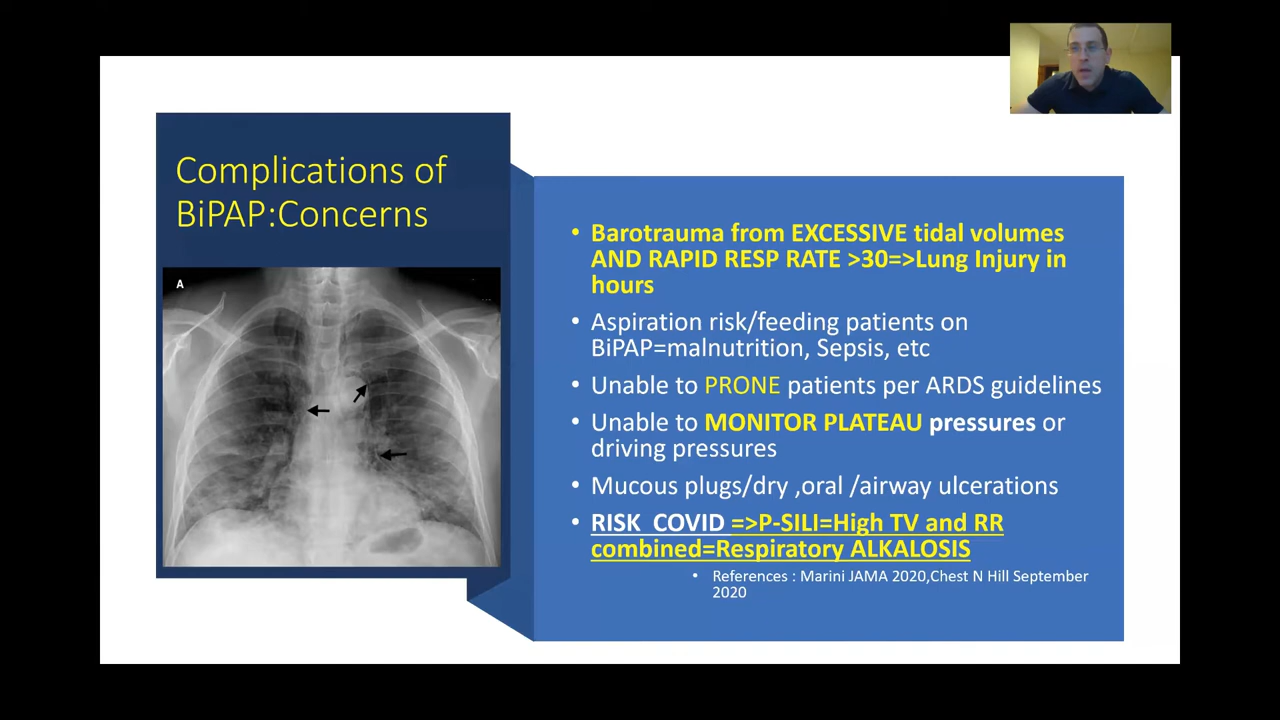 Complications of
BiPAP:Concerns
A
• Barotrauma from EXCESSIVE tidal volumes
AND RAPID RESP RATE >30=>Lung Injury in
hours
• Aspiration risk/feeding patients on
BiPAP=malnutrition, Sepsis, etc
• Unable to PRONE patients per ARDS guidelines
• Unable to MONITOR PLATEAU pressures or
driving pressures
• Mucous plugs/dry ,oral /airway ulcerations
• RISK  COVID =>P-SILI=High TV and RR
combined=Respiratory ALKALOSIS
• References : Marini JAMA 2020,Chest N Hill September
2020